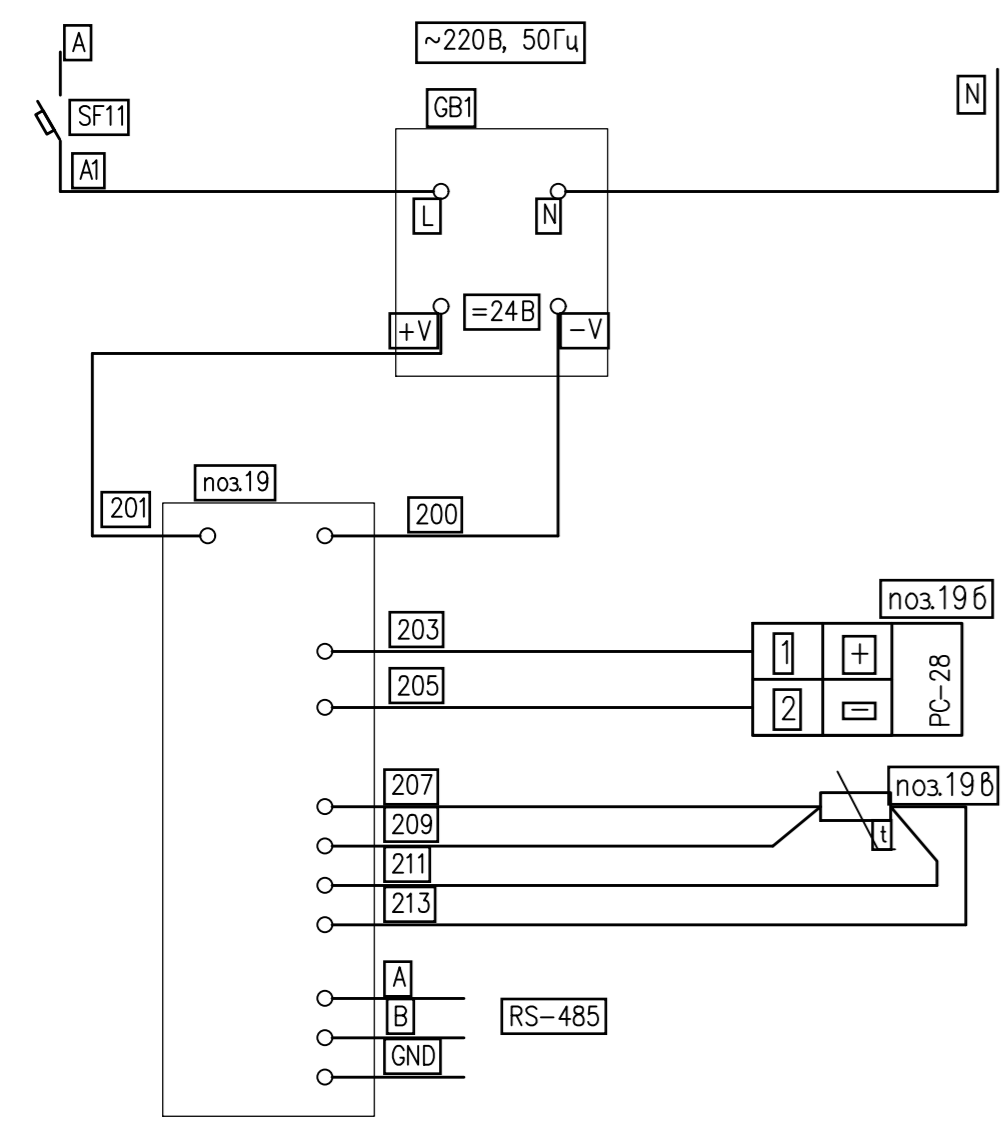 A
~220В, 50Гц
SF11
GB1
N
A1
L
N
=24В
+V
-V
поз.19
201
200
поз.19б
203
1
+
РС-28
205
2
-
207
поз.19в
209
t
211
213
A
B
RS-485
GND